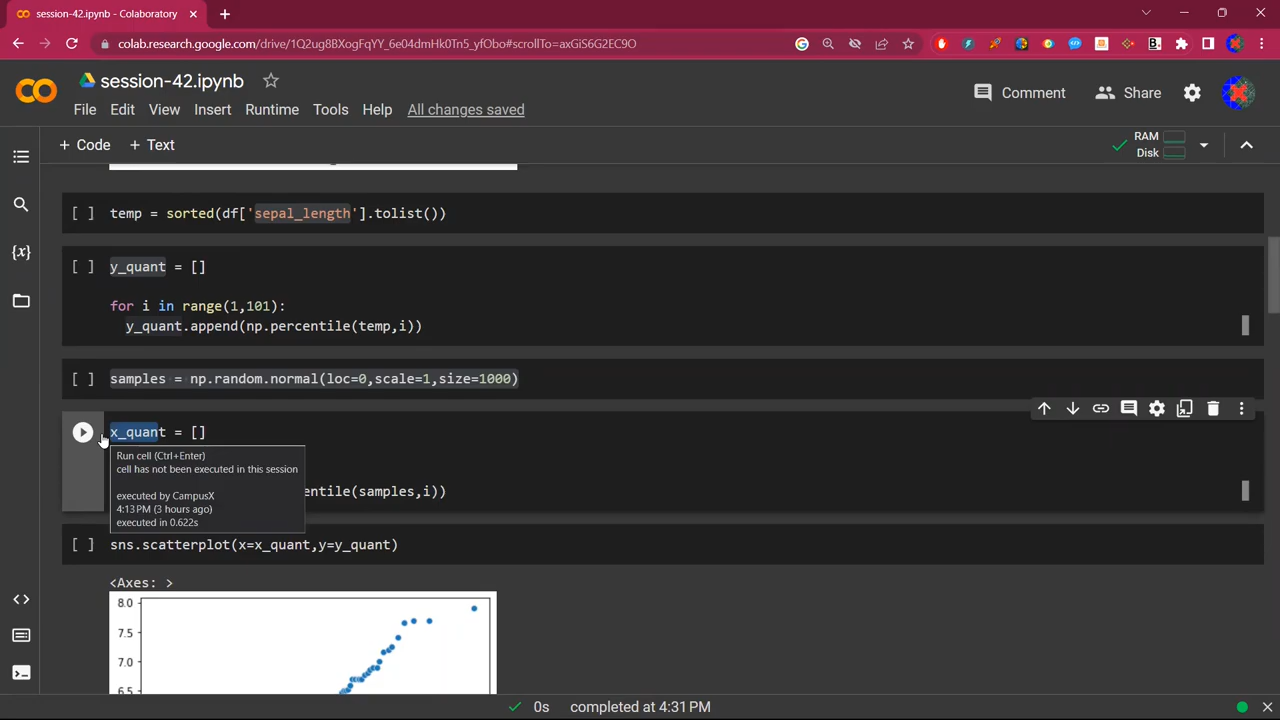 session-42.ipynb - Colaboratory
colab.research.google.com/drive/1Q2ug8BXogFqYY_6e04dmHk0Tn5_yfObo#scrollTo=axGiS6G2EC9O
session-42.ipynb
File Edit View Insert Runtime Tools Help All changes saved
Comment Share
+ Code + Text
RAM
Disk
[ ] temp = sorted(df['sepal_length'].tolist())
[ ] y_quant = []
for i in range(1,101):
y_quant.append(np.percentile(temp,i))
[ ] samples = np.random.normal(loc=0,scale=1,size=1000)
x_quant = []
Run cell (Ctrl+Enter)
cell has not been executed in this session
executed by CampusX
4:13 PM (3 hours ago)
executed in 0.622s
entile(samples,i))
[ ] sns.scatterplot(x=x_quant,y=y_quant)
<Axes: >
8.0
7.5
7.0
6.5
0s completed at 4:31 PM